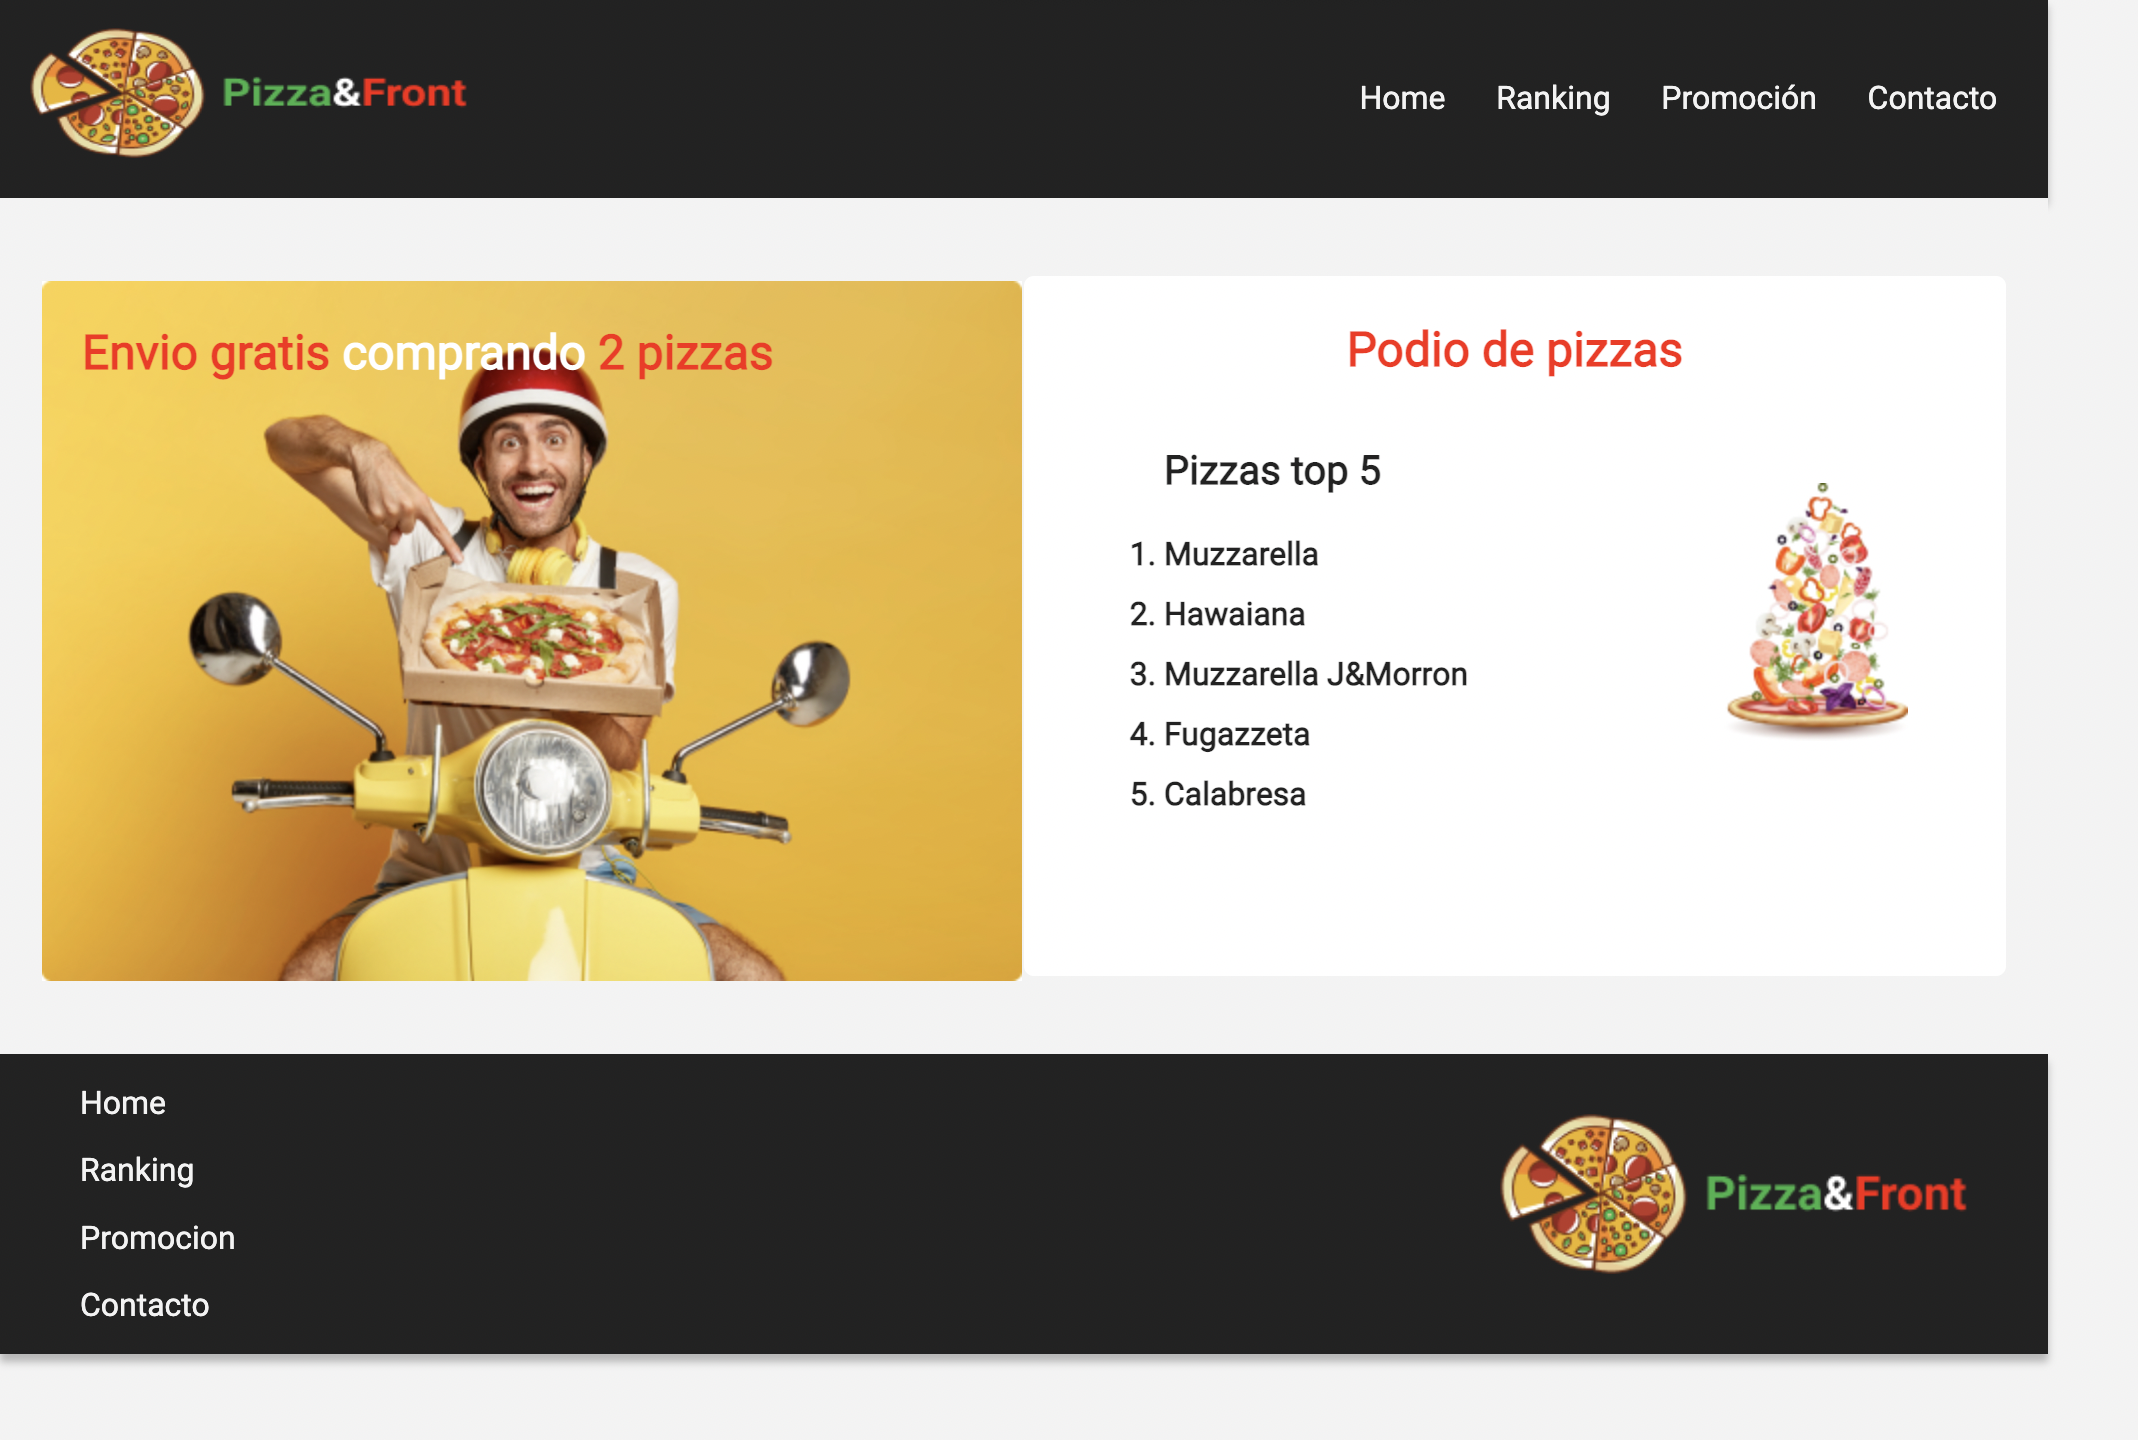 Pizza&Front
Home Ranking Promoción Contacto
Envio gratis comprando 2 pizzas
Podio de pizzas
Pizzas top 5
1. Muzzarella
2. Hawaiana
3. Muzzarella J&Morron
4. Fugazzeta
5. Calabresa
Home
Ranking
Promocion
Contacto
Pizza&Front